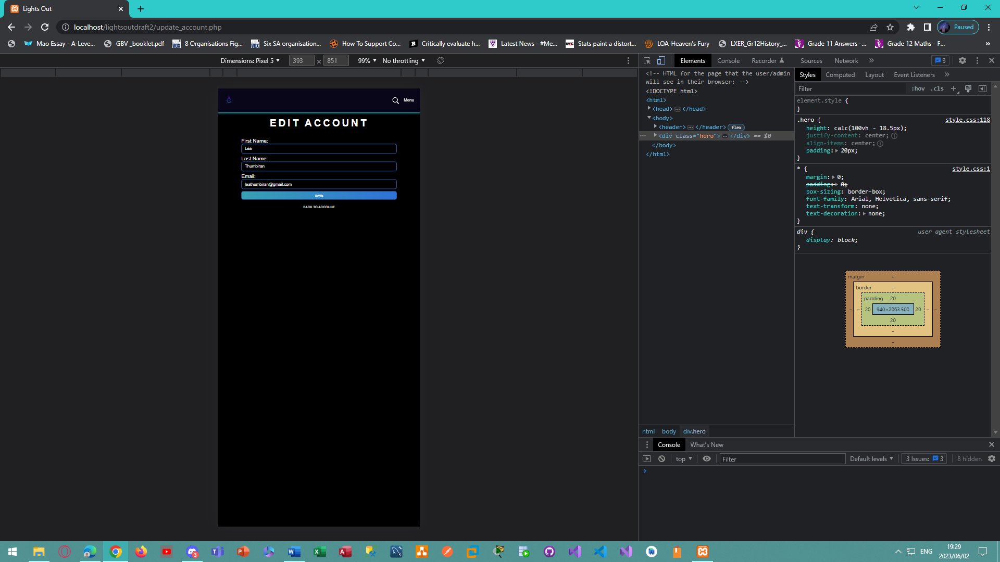 Lights Out
localhost/lightsoutdraft2/update_account.php
Paused
Mao Essay - A-Leve...
GBV _booklet.pdf
8 Organisations Fig...
Six SA organisation...
How To Support Co...
Critically evaluate h...
Latest News - #Me...
Stats paint a distort...
LOA-Heaven's Fury
LXER_Gr12History_...
Grade 11 Answers -...
Grade 12 Maths - F...
»
Dimensions: Pixel 5
393 × 851
99%
No throttling
Elements
Console
Recorder
Sources
Network
»
3
Menu
EDIT ACCOUNT
First Name:
Lea
Last Name:
Thumbiran
Email:
leathumbiran@gmail.com
SAVE
BACK TO ACCOUNT
<!-- HTML for the page that the user/admin
will see in their browser: -->
<!DOCTYPE html>
<html>
<head> … </head>
<body>
<header> … </header> flex
… <div class="hero"> … </div> == $0
</body>
</html>
html body div.hero
Styles
Computed
Layout
Event Listeners
»
Filter
:hov .cls +
element.style {
}
.hero { style.css:118
height: calc(100vh - 18.5px);
justify-content: center;
align-items: center;
padding: 20px;
}
* { style.css:1
margin: 0;
padding: 0;
box-sizing: border-box;
font-family: Arial, Helvetica, sans-serif;
text-transform: none;
text-decoration: none;
}
div { user agent stylesheet
display: block;
}
margin –
border –
padding 20
– – 20 940×2063.500 20 – –
20
–
–
Console
What's New
top
Filter
Default levels
3 Issues: 3
8 hidden
3
ENG
19:29
2023/06/02